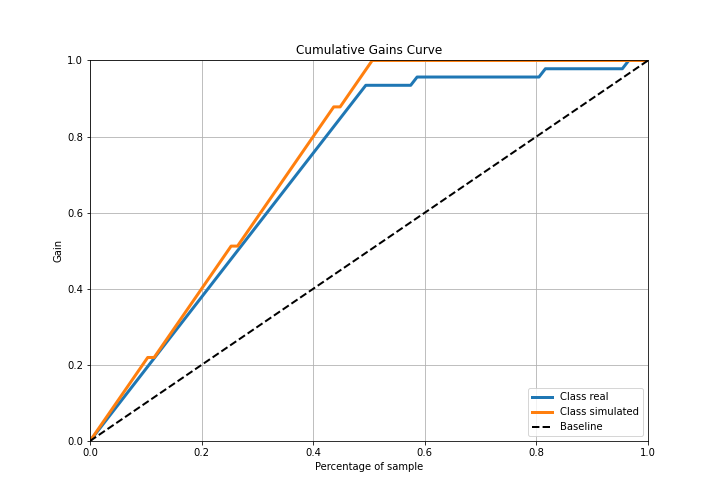 Cumulative Gains Curve
1.0
0.8
0.6
0.4
0.2
0.0
Gain
0.0 0.2 0.4 0.6 0.8 1.0
Percentage of sample
Class real
Class simulated
Baseline